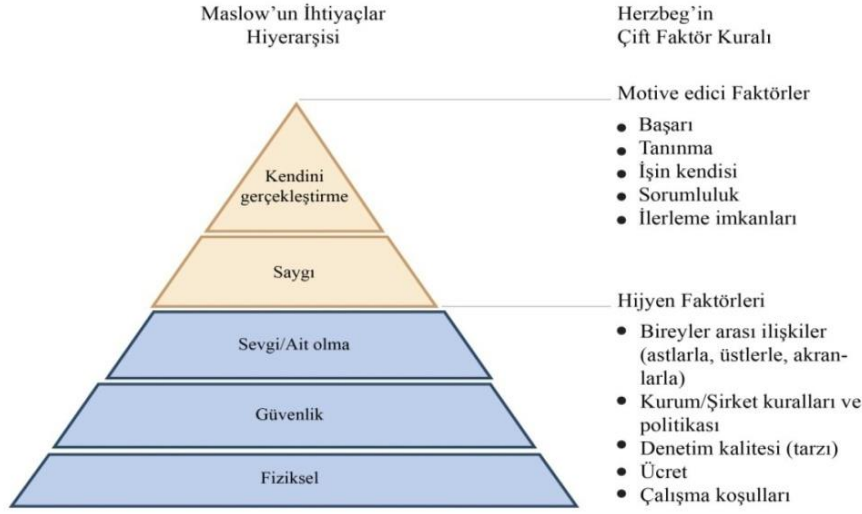 Maslow’un İhtiyaçlar
Hiyerarşisi
Herzbeg’in
Çift Faktör Kuralı
Kendini
gerçekleştirme
Saygı
Sevgi/Ait olma
Güvenlik
Fiziksel
Motive edici Faktörler
• Başarı
• Tanınma
• İşin kendisi
• Sorumluluk
• İlerleme imkanları
Hijyen Faktörleri
• Bireyler arası ilişkiler
(astlarla, üstlerle, akran-
larla)
• Kurum/Şirket kuralları ve
politikası
• Denetim kalitesi (tarzı)
• Ücret
• Çalışma koşulları